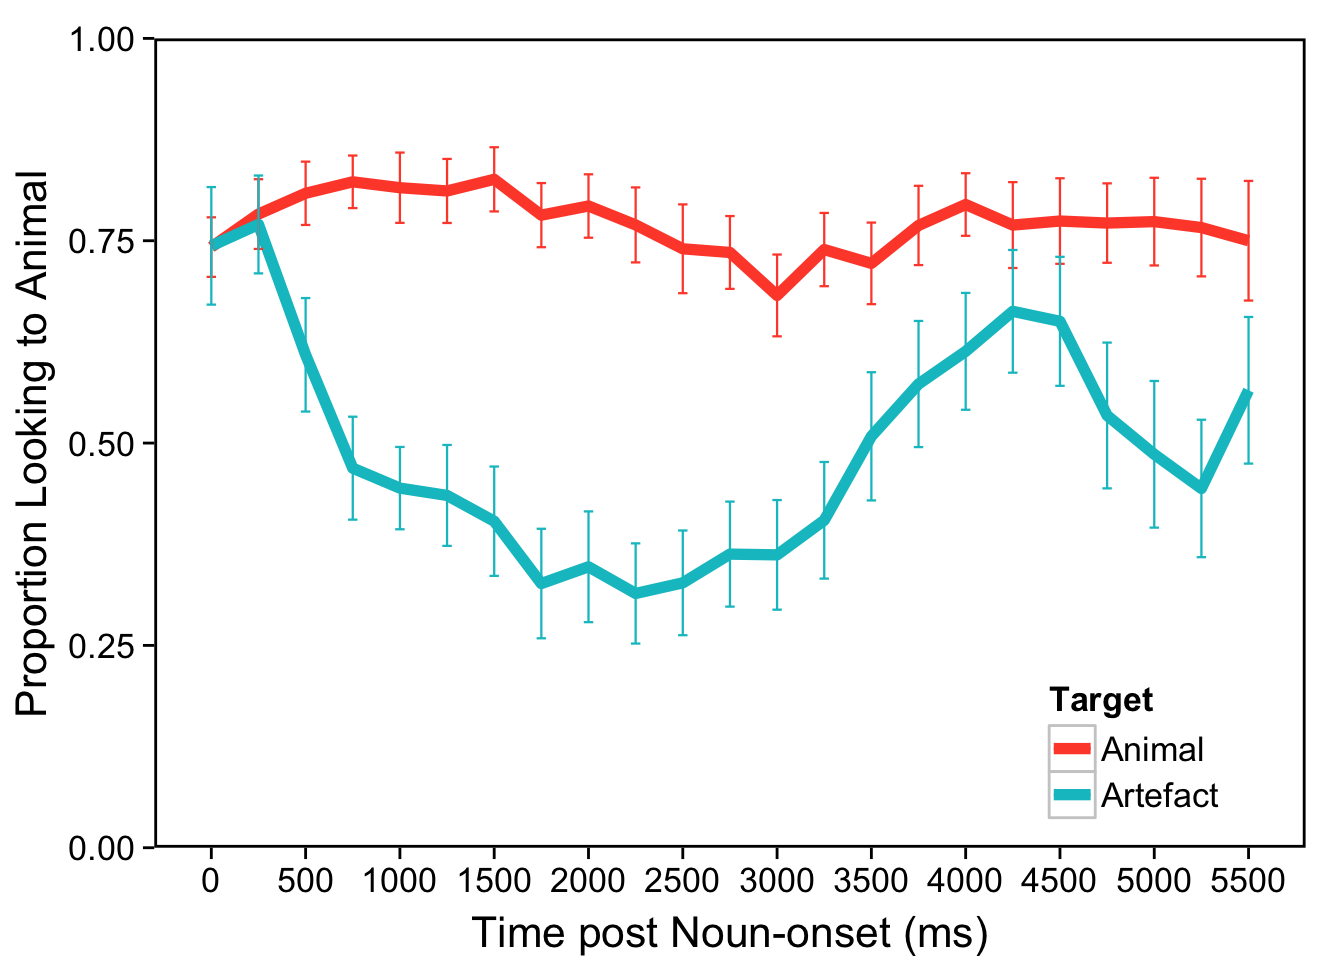 Proportion Looking to Animal
1.00
0.75
0.50
0.25
0.00
Target
Animal
Artefact
0 500 1000 1500 2000 2500 3000 3500 4000 4500 5000 5500
Time post Noun-onset (ms)